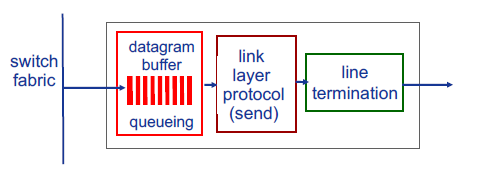 switch
fabric
datagram
buffer
queueing
link
layer
protocol
(send)
line
termination